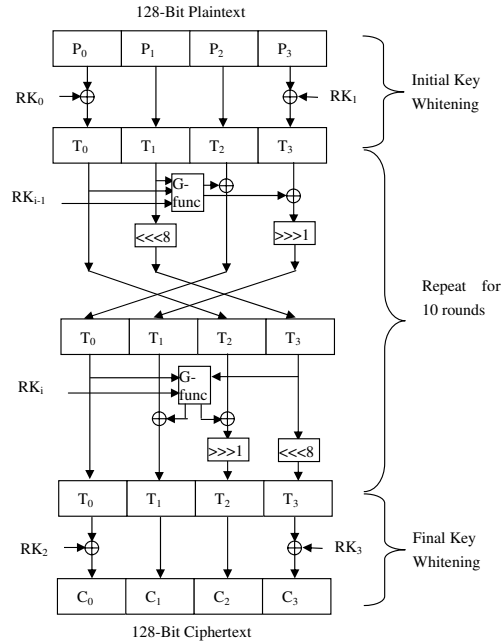 128-Bit Plaintext
P0 P1 P2 P3
RK0 RK1
Initial Key
Whitening
T0 T1 T2 T3
G-
func
RKi-1
<<<8 >>>1
Repeat for
10 rounds
T0 T1 T2 T3
G-
func
RKi
>>>1 <<<8
T0 T1 T2 T3
RK2 RK3
Final Key
Whitening
C0 C1 C2 C3
128-Bit Ciphertext